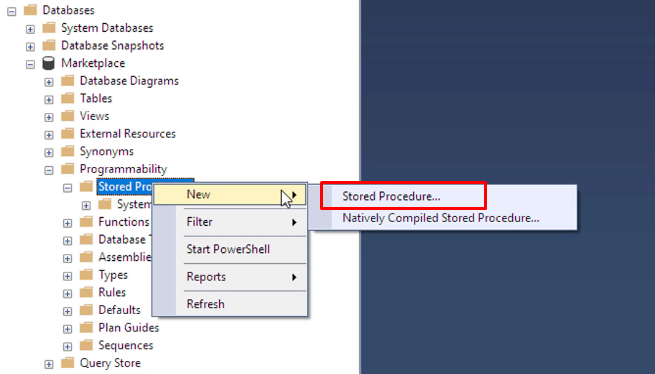 Databases
System Databases
Database Snapshots
Marketplace
Database Diagrams
Tables
Views
External Resources
Synonyms
Programmability
Stored
System
Functions
Database
Types
Rules
Defaults
Plan Guides
Sequences
Query Store
New
Filter
Start PowerShell
Reports
Refresh
Stored Procedure...
Natively Compiled Stored Procedure...